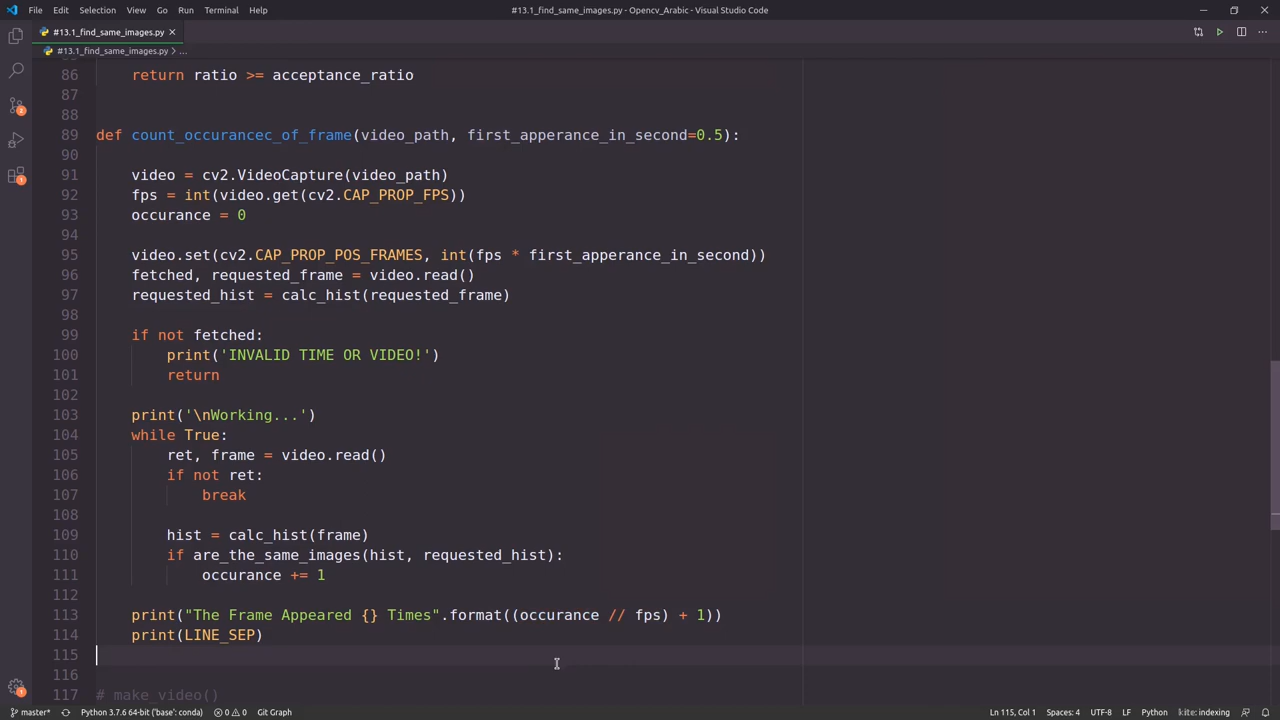 File Edit Selection View Go Run Terminal Help #13.1_find_same_images.py - Opencv_Arabic - Visual Studio Code
#13.1_find_same_images.py
#13.1_find_same_images.py > ...
86 return ratio >= acceptance_ratio
87
88
89 def count_occurancec_of_frame(video_path, first_apperance_in_second=0.5):
90
91 video = cv2.VideoCapture(video_path)
92 fps = int(video.get(cv2.CAP_PROP_FPS))
93 occurance = 0
94
95 video.set(cv2.CAP_PROP_POS_FRAMES, int(fps * first_apperance_in_second))
96 fetched, requested_frame = video.read()
97 requested_hist = calc_hist(requested_frame)
98
99 if not fetched:
100 print('INVALID TIME OR VIDEO!')
101 return
102
103 print('\nWorking...')
104 while True:
105 ret, frame = video.read()
106 if not ret:
107 break
108
109 hist = calc_hist(frame)
110 if are_the_same_images(hist, requested_hist):
111 occurance += 1
112
113 print("The Frame Appeared {} Times".format((occurance // fps) + 1))
114 print(LINE_SEP)
115
116
117 # make_video()
master* Python 3.7.6 64-bit ('base': conda) 0 0 Git Graph Ln 115, Col 1 Spaces: 4 UTF-8 LF Python kite: indexing